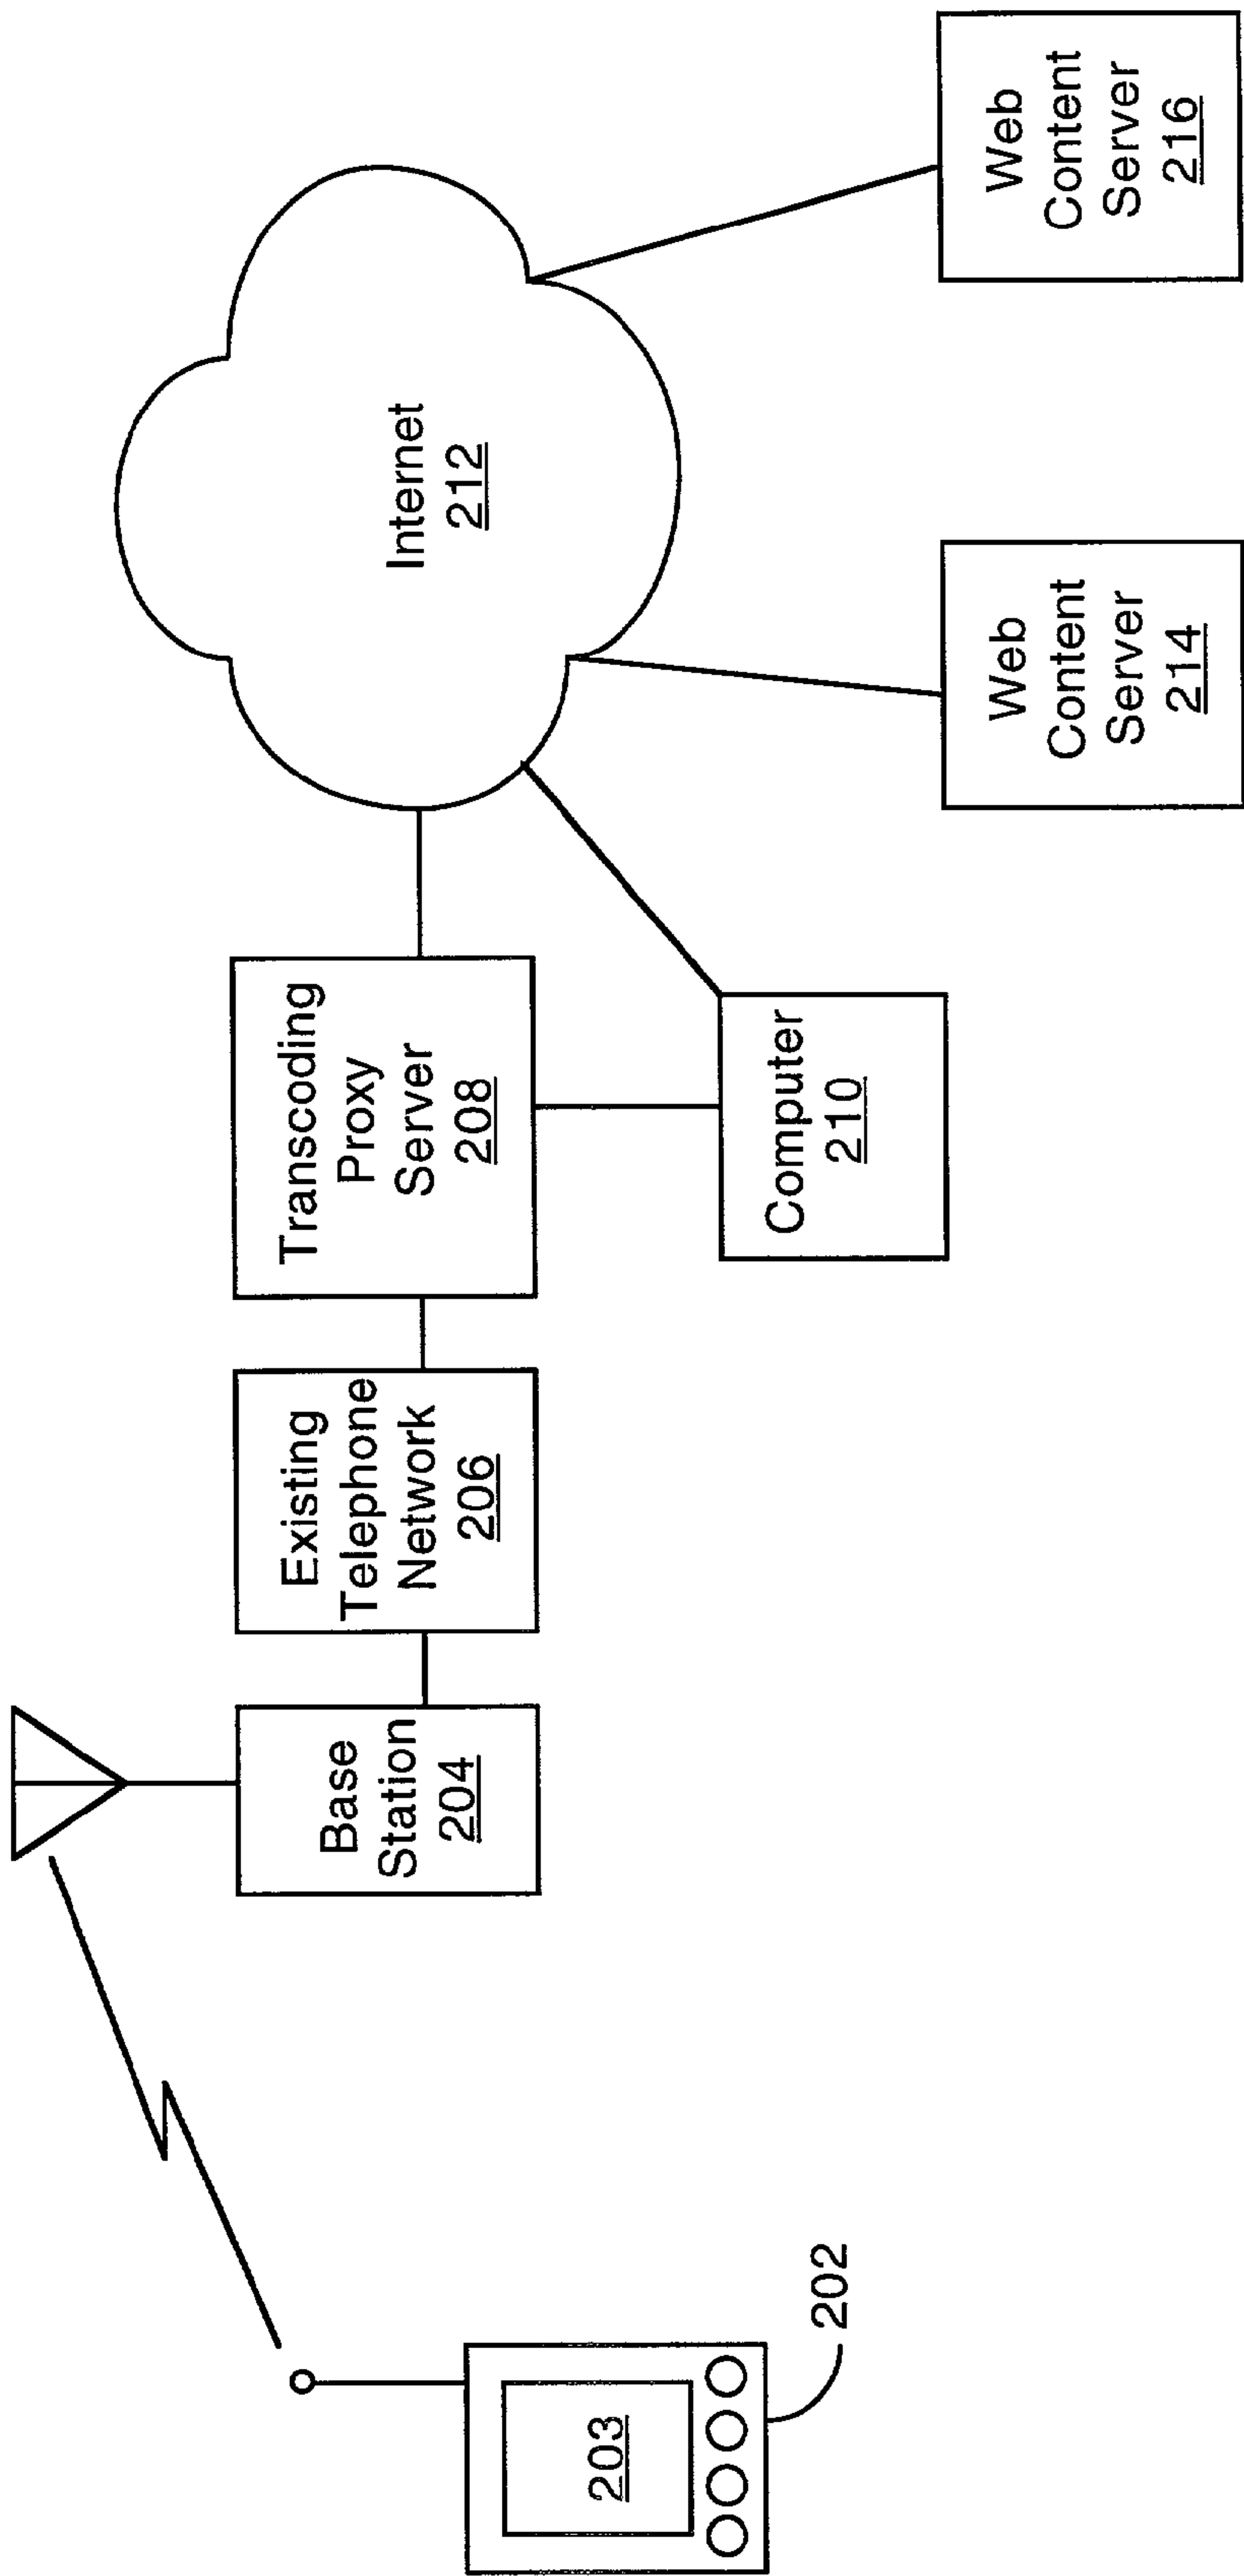 203
202
Base
Station
204
Existing
Telephone
Network
206
Transcoding
Proxy
Server
208
Computer
210
Internet
212
Web
Content
Server
214
Web
Content
Server
216